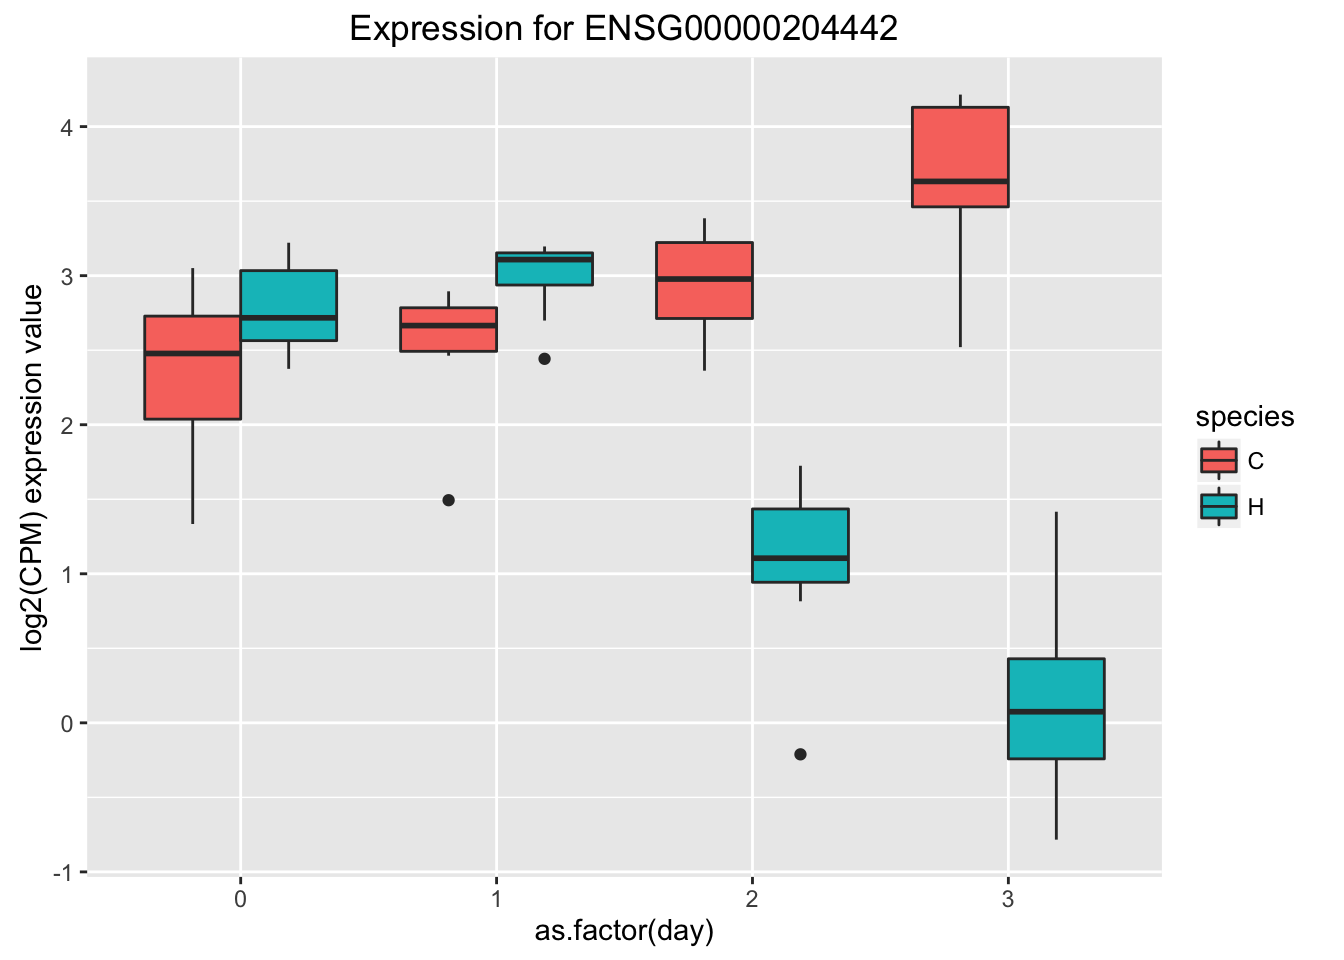 Expression for ENSG00000204442
log2(CPM) expression value
4
3
2
1
0
-1
0 1 2 3
as.factor(day)
species
C
H